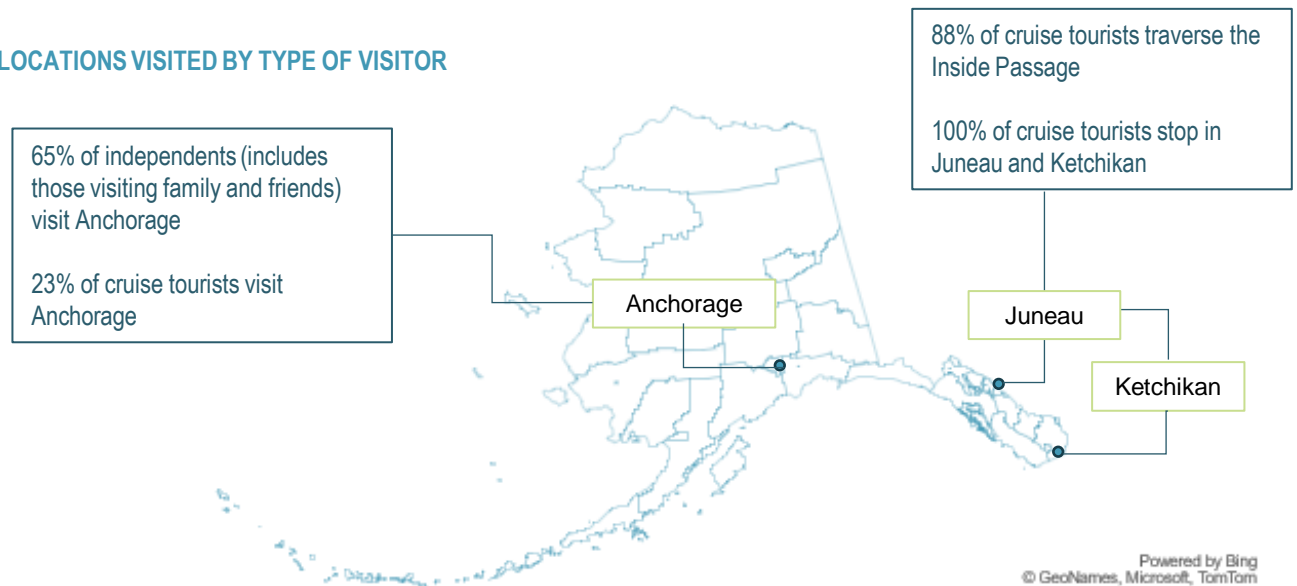 LOCATIONS VISITED BY TYPE OF VISITOR
88% of cruise tourists traverse the
Inside Passage
100% of cruise tourists stop in
Juneau and Ketchikan
65% of independents (includes
those visiting family and friends)
visit Anchorage
23% of cruise tourists visit
Anchorage
Anchorage
Juneau
Ketchikan
Powered by Bing
© GeoNames, Microsoft, TomTom